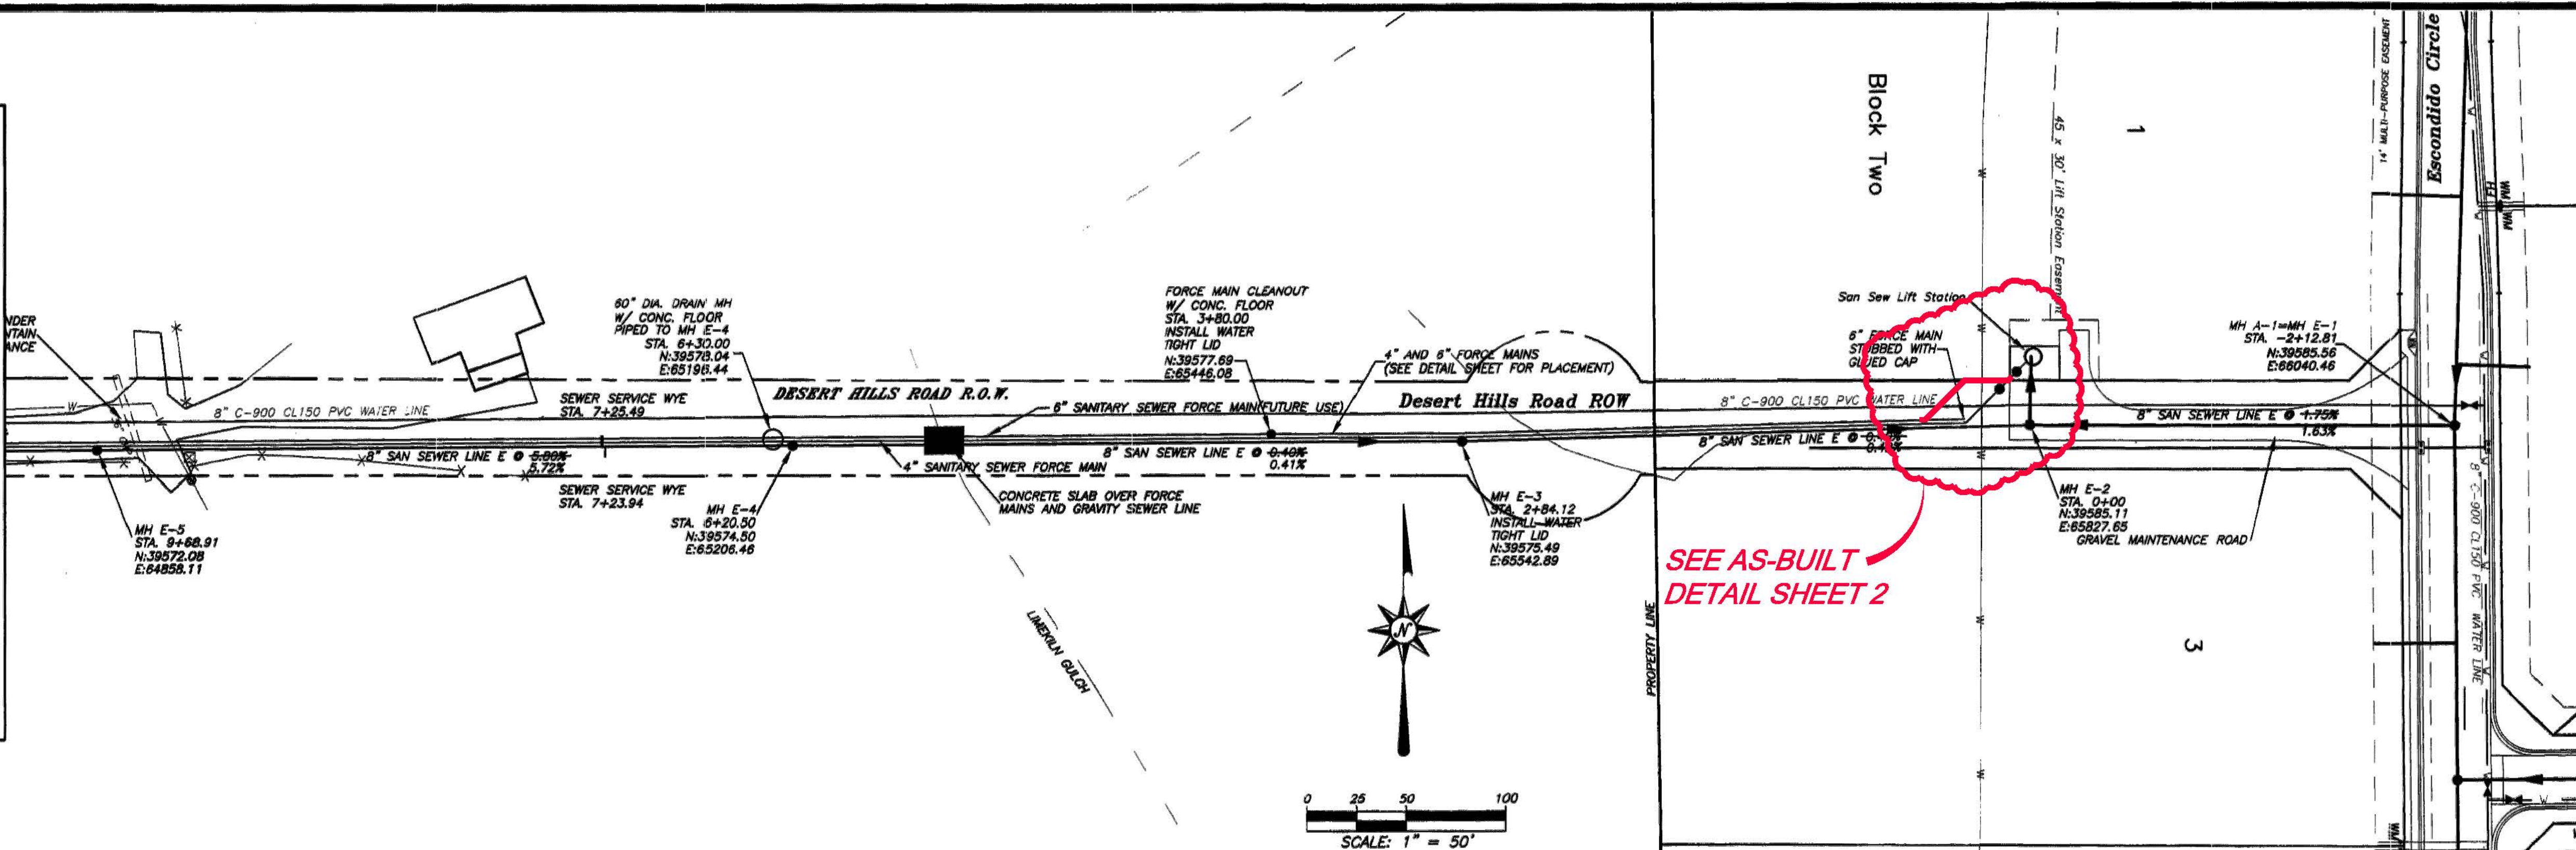 NDER
NTAIN
ANCE
MH E-5
STA. 9+68.91
N:39572.08
E:64858.11
8" C-900 CL150 PVC WATER LINE
8" SAN SEWER LINE E @ 5.80%
5.72%
60" DIA. DRAIN MH
W/ CONC. FLOOR
PIPED TO MH E-4
STA. 6+30.00
N:39578.04
E:65196.44
SEWER SERVICE WYE
STA. 7+25.49
SEWER SERVICE WYE
STA. 7+23.94
MH E-4
STA. 6+20.50
N:39574.50
E:65206.46
DESERT HILLS ROAD R.O.W.
6" SANITARY SEWER FORCE MAIN(FUTURE USE)
4" SANITARY SEWER FORCE MAIN
CONCRETE SLAB OVER FORCE
MAINS AND GRAVITY SEWER LINE
LIMEKILN GULCH
FORCE MAIN CLEANOUT
W/ CONC. FLOOR
STA. 3+80.00
INSTALL WATER
TIGHT LID
N:39577.69
E:65446.08
4" AND 6" FORCE MAINS
(SEE DETAIL SHEET FOR PLACEMENT)
Desert Hills Road ROW
8" SAN SEWER LINE E @ 0.40%
0.41%
MH E-3
STA. 2+84.12
INSTALL WATER
TIGHT LID
N:39575.49
E:65542.89
N
0 25 50 100
SCALE: 1" = 50'
PROPERTY LINE
Block Two
1
45 x 30' Lift Station Easement
San Sew Lift Station
6" FORCE MAIN
STUBBED WITH
GLUED CAP
8" C-900 CL150 PVC WATER LINE
8" SAN SEWER LINE E @
SEE AS-BUILT
DETAIL SHEET 2
MH E-2
STA. 0+00
N:39585.11
E:65827.65
GRAVEL MAINTENANCE ROAD
3
MH A-1=MH E-1
STA. -2+12.81
N:39585.56
E:66040.46
8" SAN SEWER LINE E @ 1.75%
1.63%
14' MULTI-PURPOSE EASEMENT
Escondido Circle
FH
WM
WM
8" C-900 CL150 PVC WATER LINE
WM